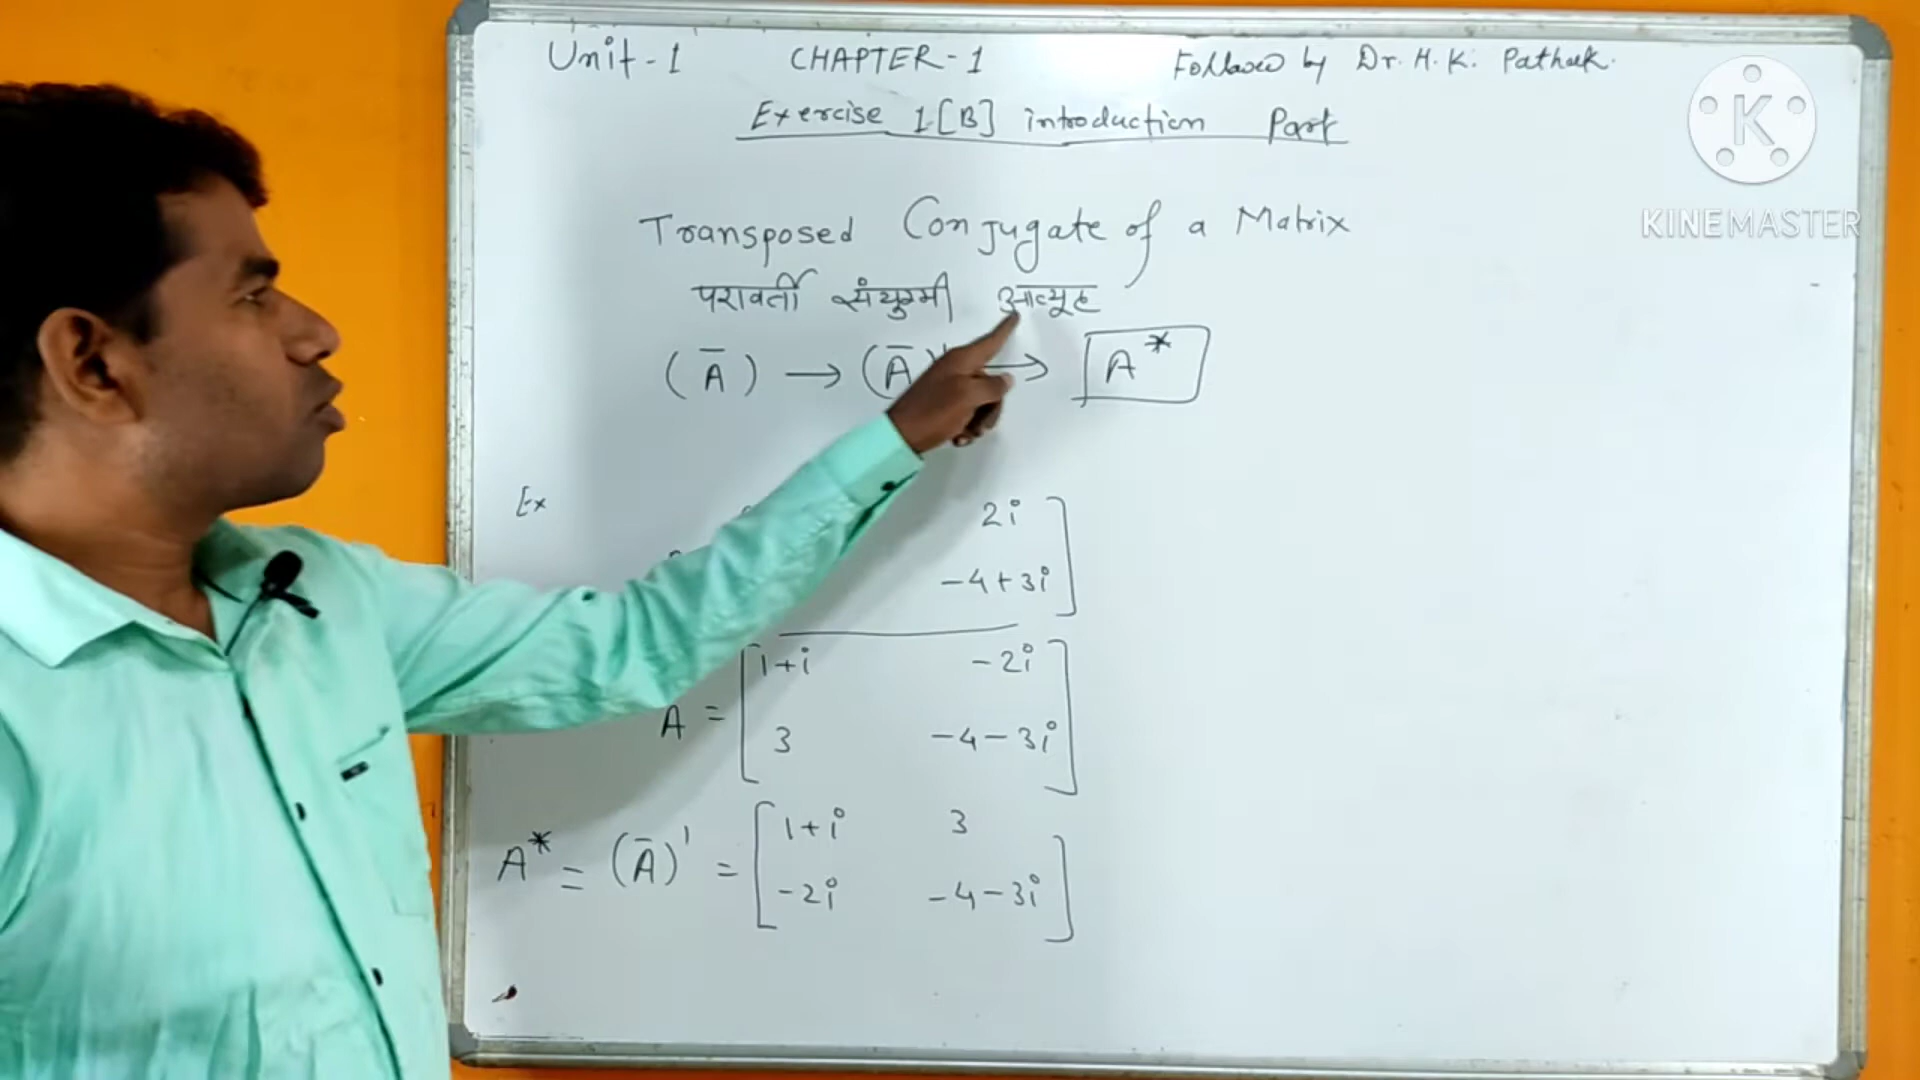 Unit-1 CHAPTER-1 Followed by Dr. H. K. Pathak.
Exercise 1[B] introduction Part
Transposed Conjugate of a Matrix
परावर्ती संयुग्मी आव्यूह
(A̅) → (A̅)' → A*
Ex
2i
-4+3i
1+i -2i
A = 3 -4-3i
A* = (A̅)' = 1+i 3
-2i -4-3i
K
KINEMASTER